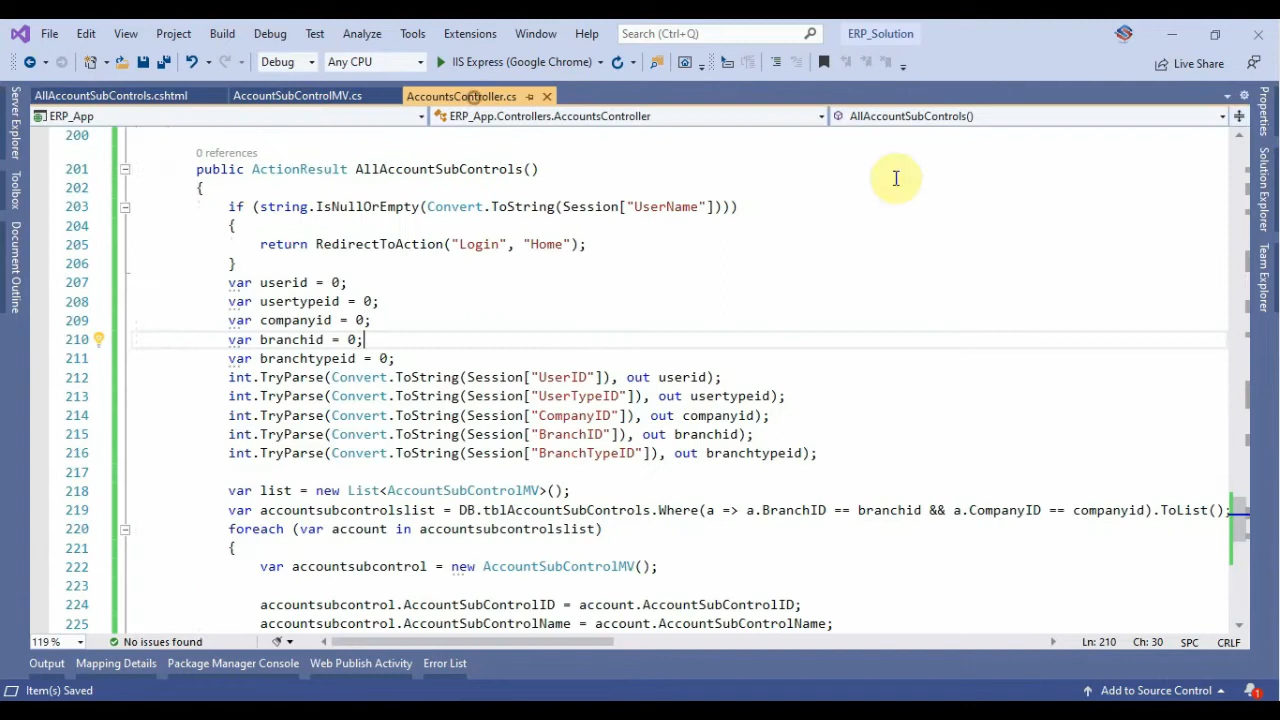 File Edit View Project Build Debug Test Analyze Tools Extensions Window Help Search (Ctrl+Q) ERP_Solution
Debug Any CPU IIS Express (Google Chrome) Live Share
AllAccountSubControls.cshtml AccountSubControlMV.cs AccountsController.cs
ERP_App ERP_App.Controllers.AccountsController AllAccountSubControls()
Server Explorer
Toolbox
Document Outline
200
0 references
201 public ActionResult AllAccountSubControls()
202 {
203 if (string.IsNullOrEmpty(Convert.ToString(Session["UserName"])))
204 {
205 return RedirectToAction("Login", "Home");
206 }
207 var userid = 0;
208 var usertypeid = 0;
209 var companyid = 0;
210 var branchid = 0;
211 var branchtypeid = 0;
212 int.TryParse(Convert.ToString(Session["UserID"]), out userid);
213 int.TryParse(Convert.ToString(Session["UserTypeID"]), out usertypeid);
214 int.TryParse(Convert.ToString(Session["CompanyID"]), out companyid);
215 int.TryParse(Convert.ToString(Session["BranchID"]), out branchid);
216 int.TryParse(Convert.ToString(Session["BranchTypeID"]), out branchtypeid);
217
218 var list = new List<AccountSubControlMV>();
219 var accountsubcontrolslist = DB.tblAccountSubControls.Where(a => a.BranchID == branchid && a.CompanyID == companyid).ToList();
220 foreach (var account in accountsubcontrolslist)
221 {
222 var accountsubcontrol = new AccountSubControlMV();
223
224 accountsubcontrol.AccountSubControlID = account.AccountSubControlID;
225 accountsubcontrol.AccountSubControlName = account.AccountSubControlName;
Properties
Solution Explorer
Team Explorer
119 % No issues found Ln: 210 Ch: 30 SPC CRLF
Output Mapping Details Package Manager Console Web Publish Activity Error List
Item(s) Saved Add to Source Control 1